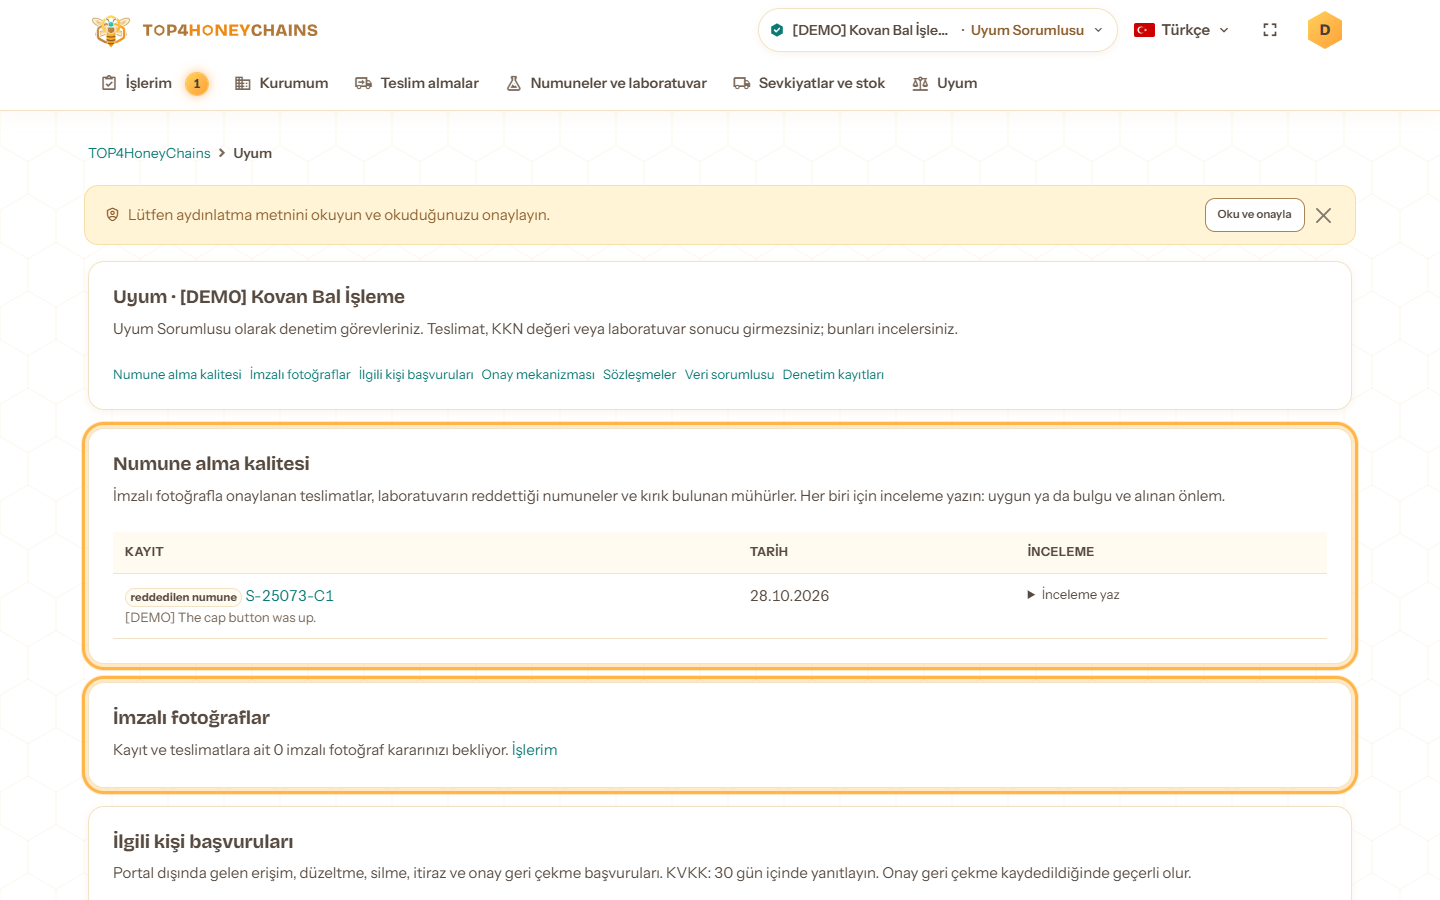 TOP4HONEYCHAINS
[DEMO] Kovan Bal İşle... · Uyum Sorumlusu
Türkçe
D
İşlerim 1
Kurumum
Teslim almalar
Numuneler ve laboratuvar
Sevkiyatlar ve stok
Uyum
TOP4HoneyChains > Uyum
Lütfen aydınlatma metnini okuyun ve okuduğunuzu onaylayın.
Oku ve onayla
Uyum · [DEMO] Kovan Bal İşleme
Uyum Sorumlusu olarak denetim görevleriniz. Teslimat, KKN değeri veya laboratuvar sonucu girmezsiniz; bunları incelersiniz.
Numune alma kalitesi İmzalı fotoğraflar İlgili kişi başvuruları Onay mekanizması Sözleşmeler Veri sorumlusu Denetim kayıtları
Numune alma kalitesi
İmzalı fotoğrafla onaylanan teslimatlar, laboratuvarın reddettiği numuneler ve kırık bulunan mühürler. Her biri için inceleme yazın: uygun ya da bulgu ve alınan önlem.
KAYIT TARİH İNCELEME
reddedilen numune S-25073-C1 28.10.2026 İnceleme yaz
[DEMO] The cap button was up.
İmzalı fotoğraflar
Kayıt ve teslimatlara ait 0 imzalı fotoğraf kararınızı bekliyor. İşlerim
İlgili kişi başvuruları
Portal dışında gelen erişim, düzeltme, silme, itiraz ve onay geri çekme başvuruları. KVKK: 30 gün içinde yanıtlayın. Onay geri çekme kaydedildiğinde geçerli olur.